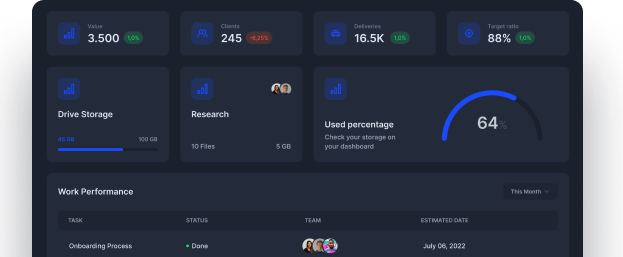 Value
3.500 1,0%
Clients
245 -6,25%
Deliveries
16.5K 1,0%
Target ratio
88% 1,0%
Drive Storage
45 GB 100 GB
Research
10 Files 5 GB
Used percentage
Check your storage on
your dashboard
64%
Work Performance
This Month
TASK STATUS TEAM ESTIMATED DATE
Onboarding Process Done July 06, 2022